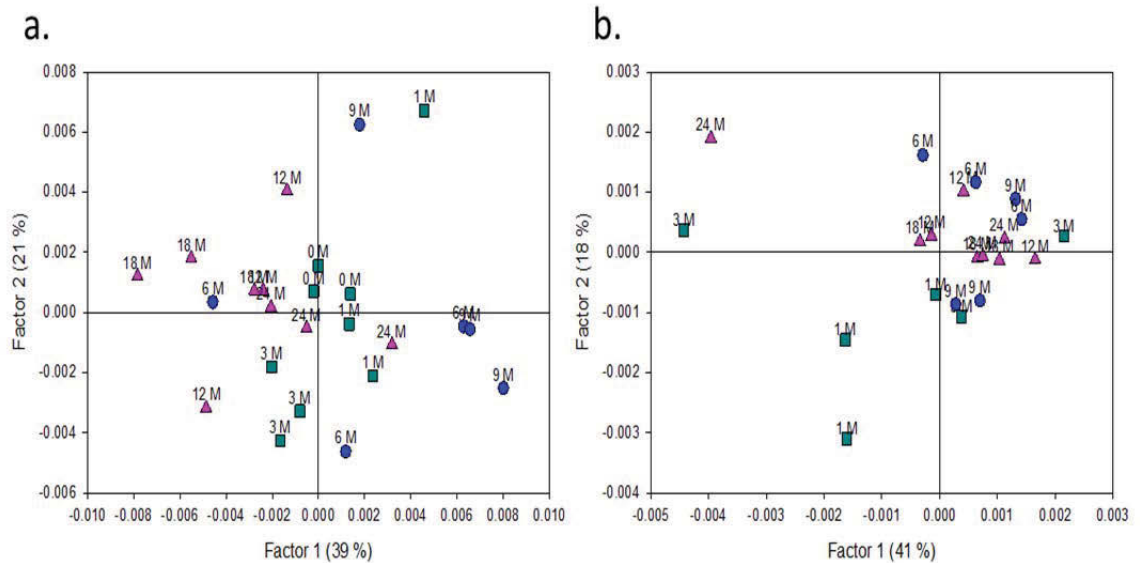 a.
0.008
0.006
0.004
0.002
0.000
-0.002
-0.004
-0.006
Factor 2 (21 %)
1 M
9 M
12 M
18 M
18 M
0 M
0 M
0 M
6 M
24 M
1 M
24 M
24 M
3 M
1 M
9 M
12 M
3 M
3 M
6 M
-0.010 -0.008 -0.006 -0.004 -0.002 0.000 0.002 0.004 0.006 0.008 0.010
Factor 1 (39 %)
b.
0.003
0.002
0.001
0.000
-0.001
-0.002
-0.003
-0.004
Factor 2 (18 %)
24 M
6 M
6 M
12 M
9 M
6 M
3 M
18 M
12 M
24 M
3 M
12 M
1 M
9 M
9 M
1 M
1 M
-0.005 -0.004 -0.003 -0.002 -0.001 0.000 0.001 0.002 0.003
Factor 1 (41 %)